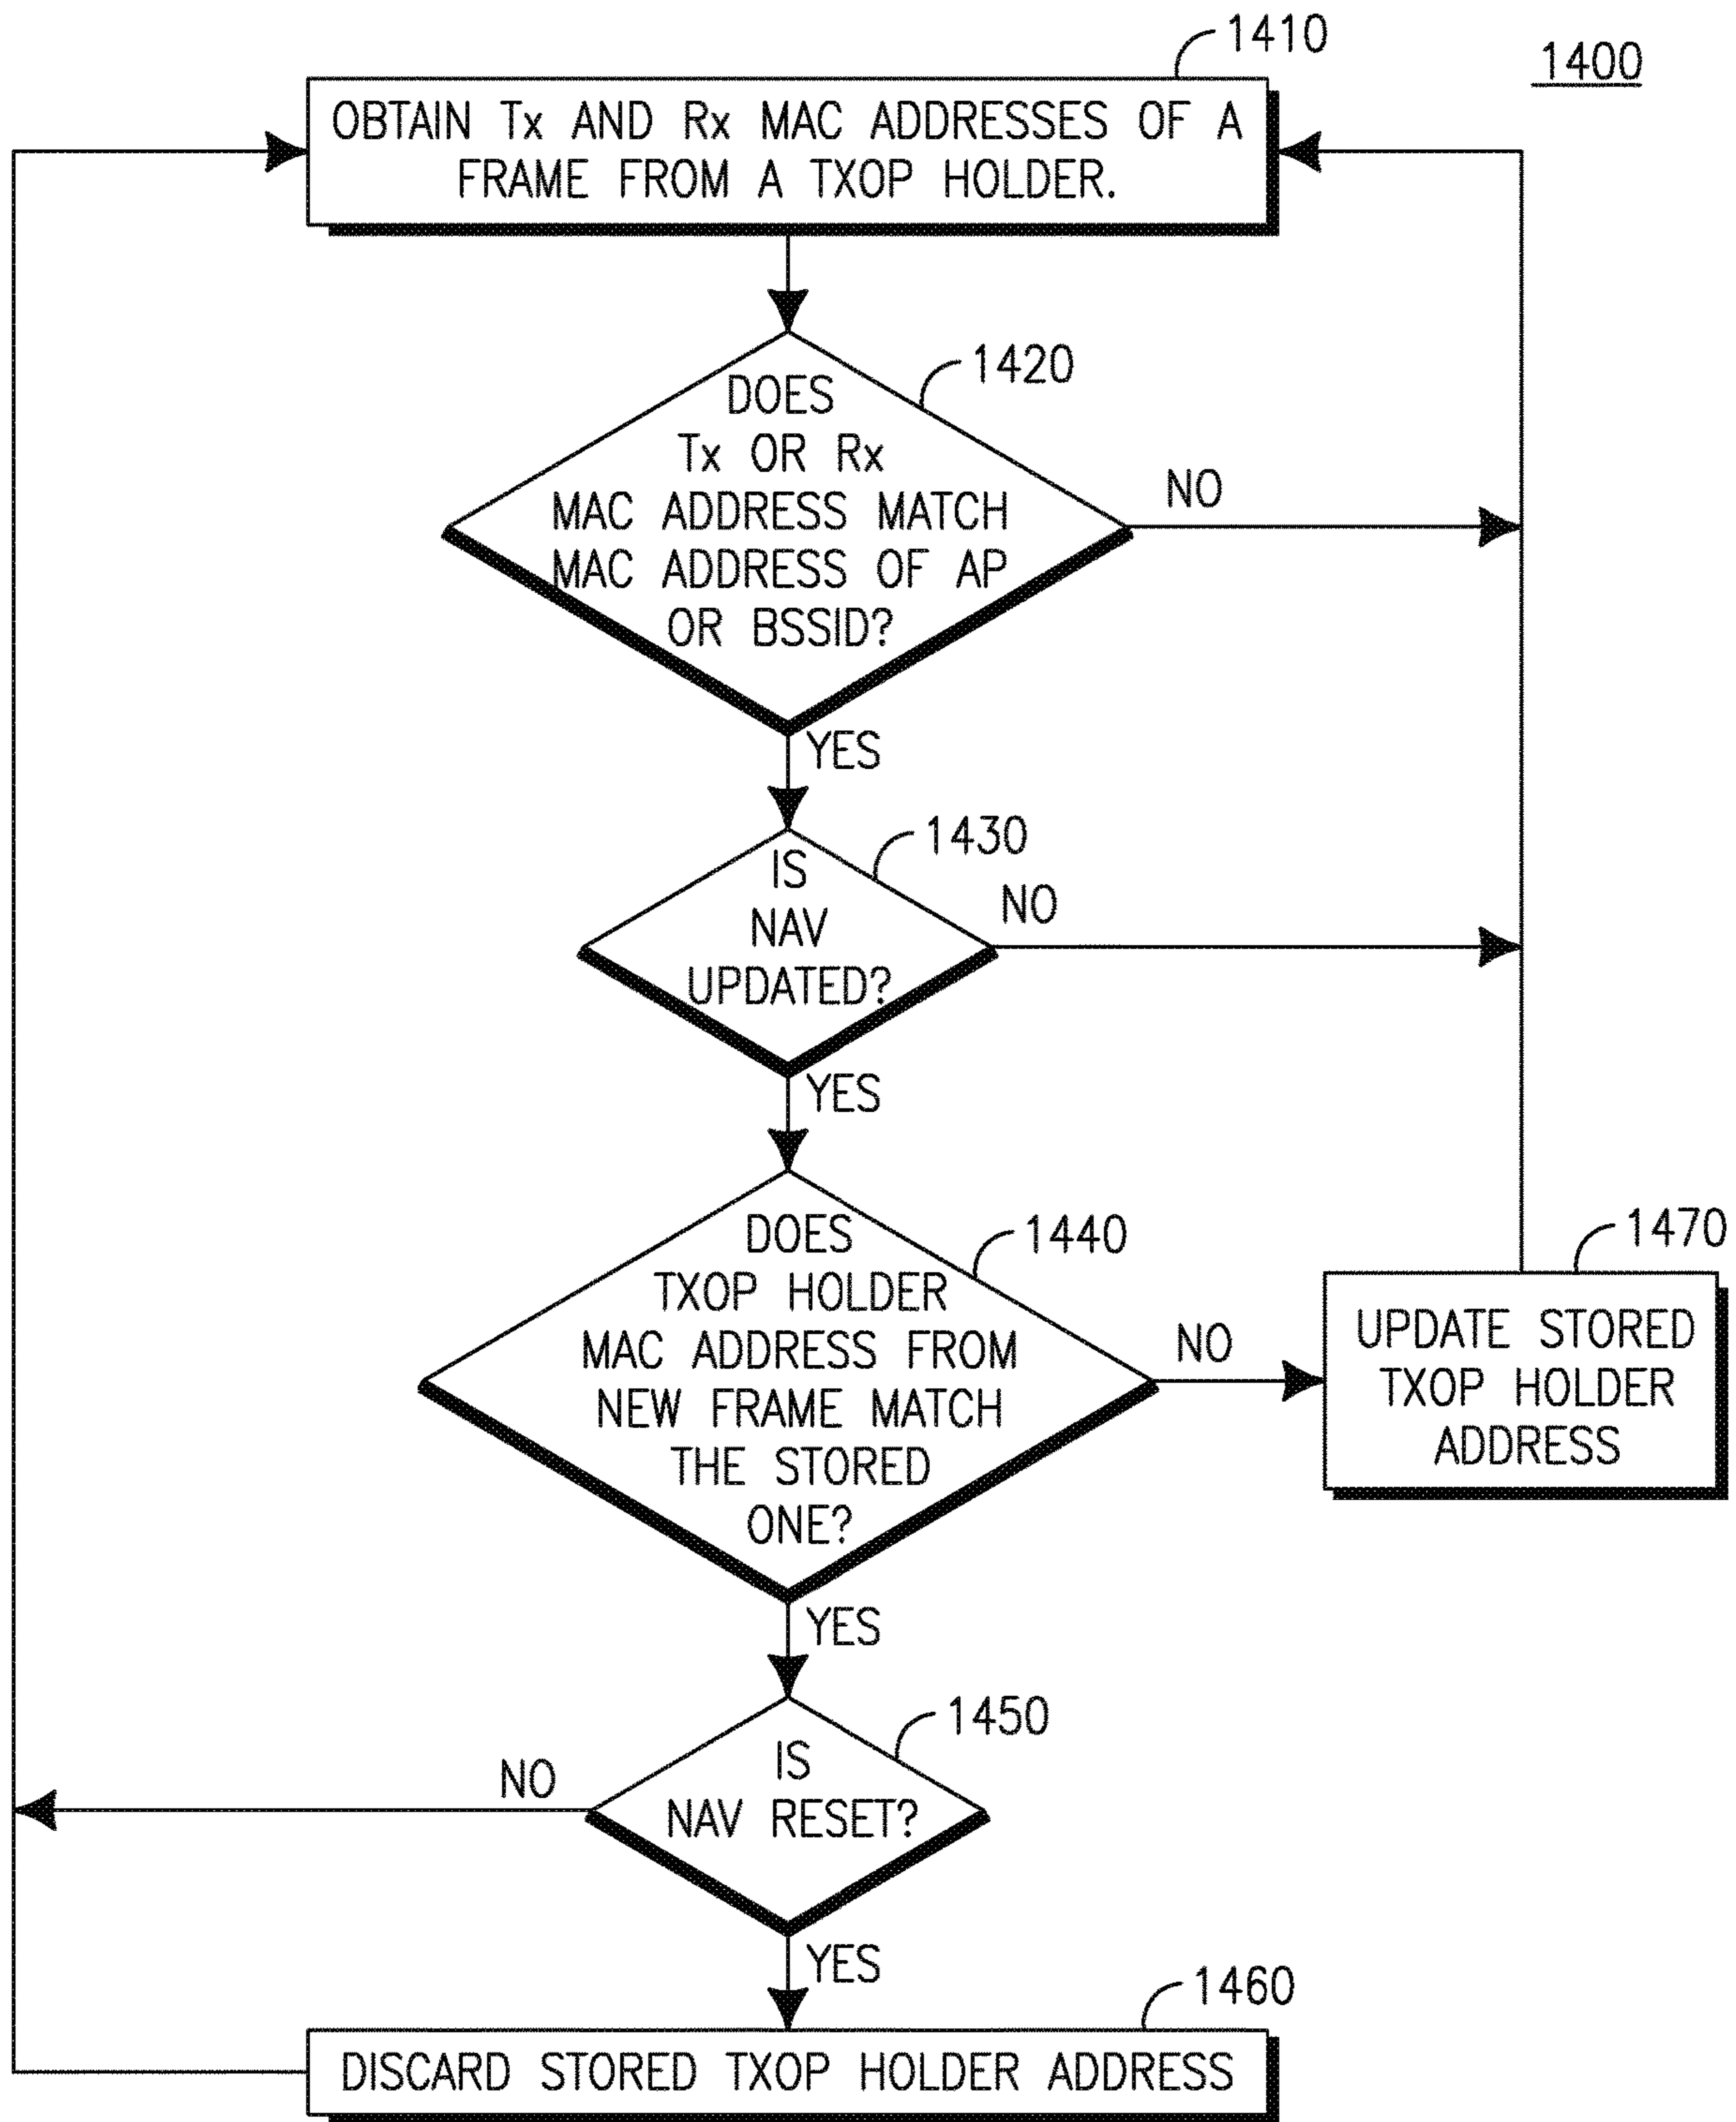 1410
1400
OBTAIN Tx AND Rx MAC ADDRESSES OF A
FRAME FROM A TXOP HOLDER.
1420
DOES
Tx OR Rx
MAC ADDRESS MATCH
MAC ADDRESS OF AP
OR BSSID?
NO
YES
1430
IS
NAV
UPDATED?
NO
YES
1440
DOES
TXOP HOLDER
MAC ADDRESS FROM
NEW FRAME MATCH
THE STORED
ONE?
NO
1470
UPDATE STORED
TXOP HOLDER
ADDRESS
YES
1450
IS
NAV RESET?
NO
YES
1460
DISCARD STORED TXOP HOLDER ADDRESS